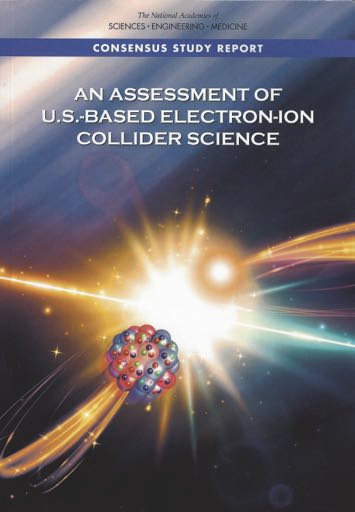 The National Academies of
SCIENCES • ENGINEERING • MEDICINE
CONSENSUS STUDY REPORT
AN ASSESSMENT OF
U.S.-BASED ELECTRON-ION
COLLIDER SCIENCE